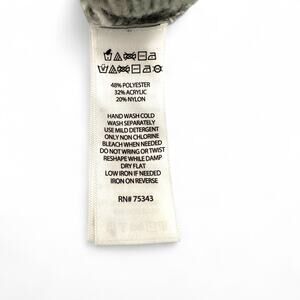 48% POLYESTER
32% ACRYLIC
20% NYLON
HAND WASH COLD
WASH SEPARATELY
USE MILD DETERGENT
ONLY NON CHLORINE
BLEACH WHEN NEEDED
DO NOT WRING OR TWIST
RESHAPE WHILE DAMP
DRY FLAT
LOW IRON IF NEEDED
IRON ON REVERSE
RN# 75343